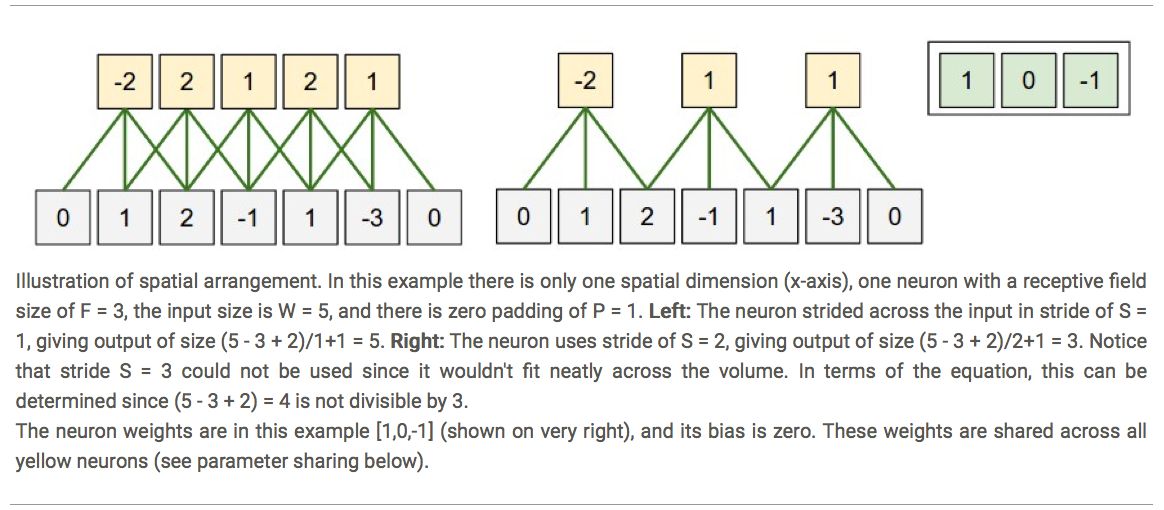 -2 2 1 2 1 -2 1 1 1 0 -1
0 1 2 -1 1 -3 0 0 1 2 -1 1 -3 0
Illustration of spatial arrangement. In this example there is only one spatial dimension (x-axis), one neuron with a receptive field
size of F = 3, the input size is W = 5, and there is zero padding of P = 1. Left: The neuron strided across the input in stride of S =
1, giving output of size (5 - 3 + 2)/1+1 = 5. Right: The neuron uses stride of S = 2, giving output of size (5 - 3 + 2)/2+1 = 3. Notice
that stride S = 3 could not be used since it wouldn't fit neatly across the volume. In terms of the equation, this can be
determined since (5 - 3 + 2) = 4 is not divisible by 3.
The neuron weights are in this example [1,0,-1] (shown on very right), and its bias is zero. These weights are shared across all
yellow neurons (see parameter sharing below).